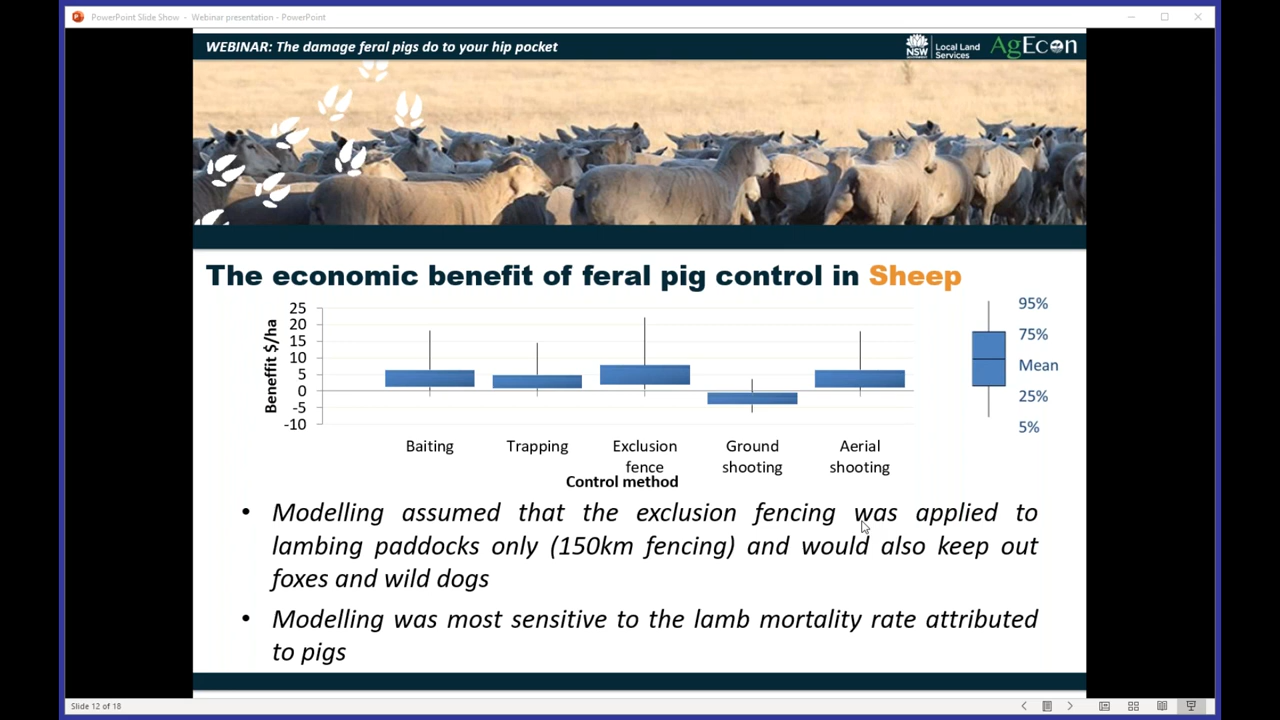 PowerPoint Slide Show - Webinar presentation - PowerPoint
WEBINAR: The damage feral pigs do to your hip pocket
NSW
Local Land
Services
AgEcon
The economic benefit of feral pig control in Sheep
Beneffit $/ha
25
20
15
10
5
0
-5
-10
Baiting
Trapping
Exclusion
fence
Ground
shooting
Aerial
shooting
Control method
95%
75%
Mean
25%
5%
• Modelling assumed that the exclusion fencing was applied to
lambing paddocks only (150km fencing) and would also keep out
foxes and wild dogs
• Modelling was most sensitive to the lamb mortality rate attributed
to pigs
Slide 12 of 18